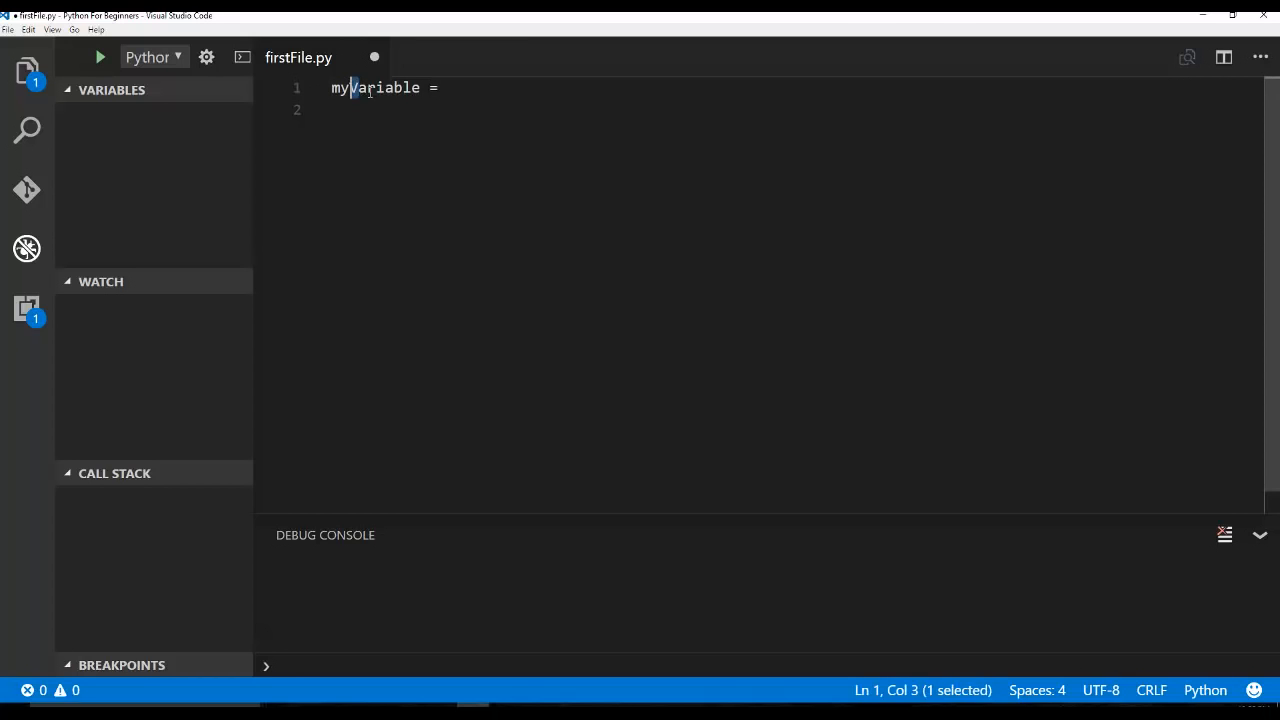 firstFile.py - Python For Beginners - Visual Studio Code
File Edit View Go Help
Python
firstFile.py
VARIABLES
1 myVariable =
2
WATCH
CALL STACK
DEBUG CONSOLE
BREAKPOINTS
1
1
0 0
Ln 1, Col 3 (1 selected) Spaces: 4 UTF-8 CRLF Python